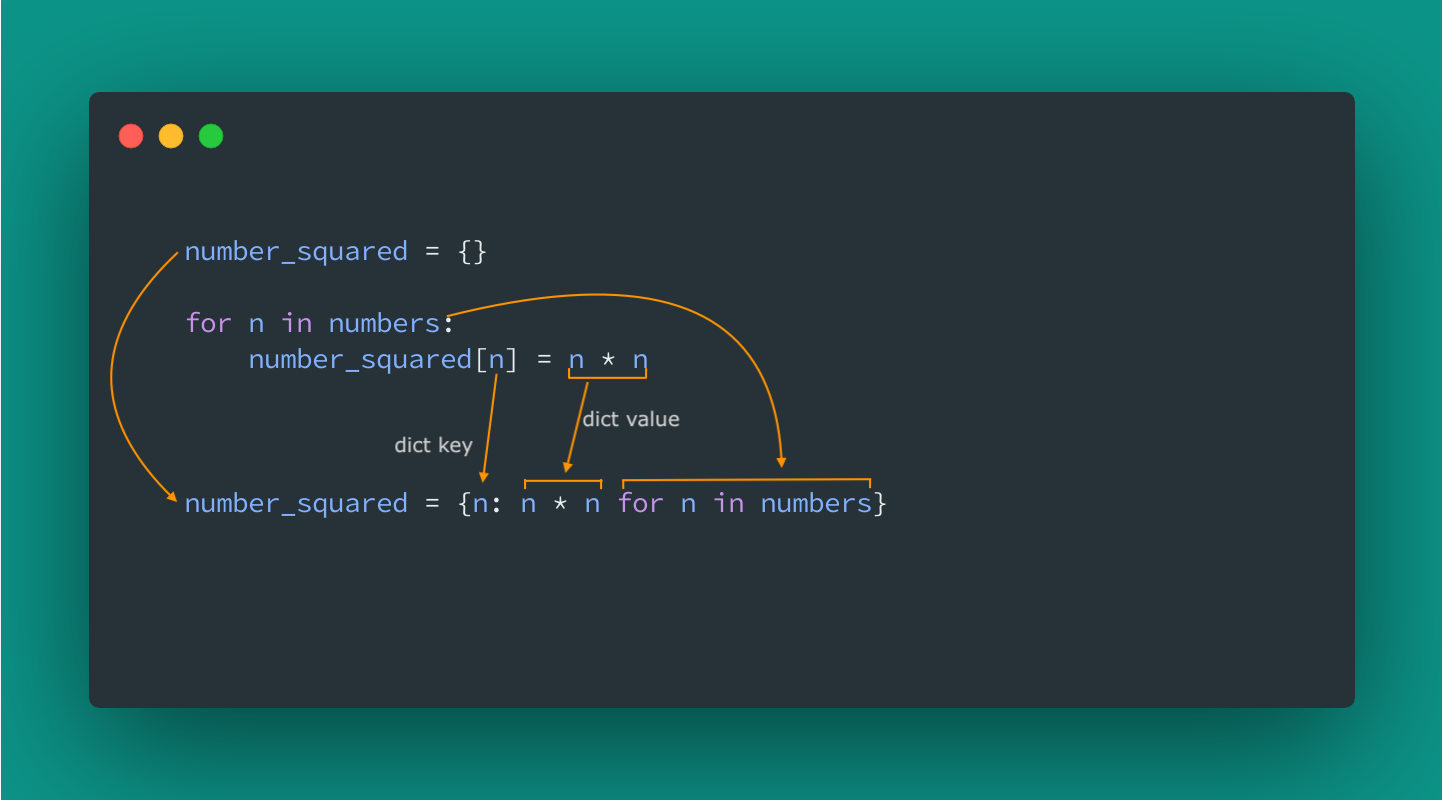 number_squared = {}
for n in numbers:
    number_squared[n] = n * n
dict value
dict key
number_squared = {n: n * n for n in numbers}